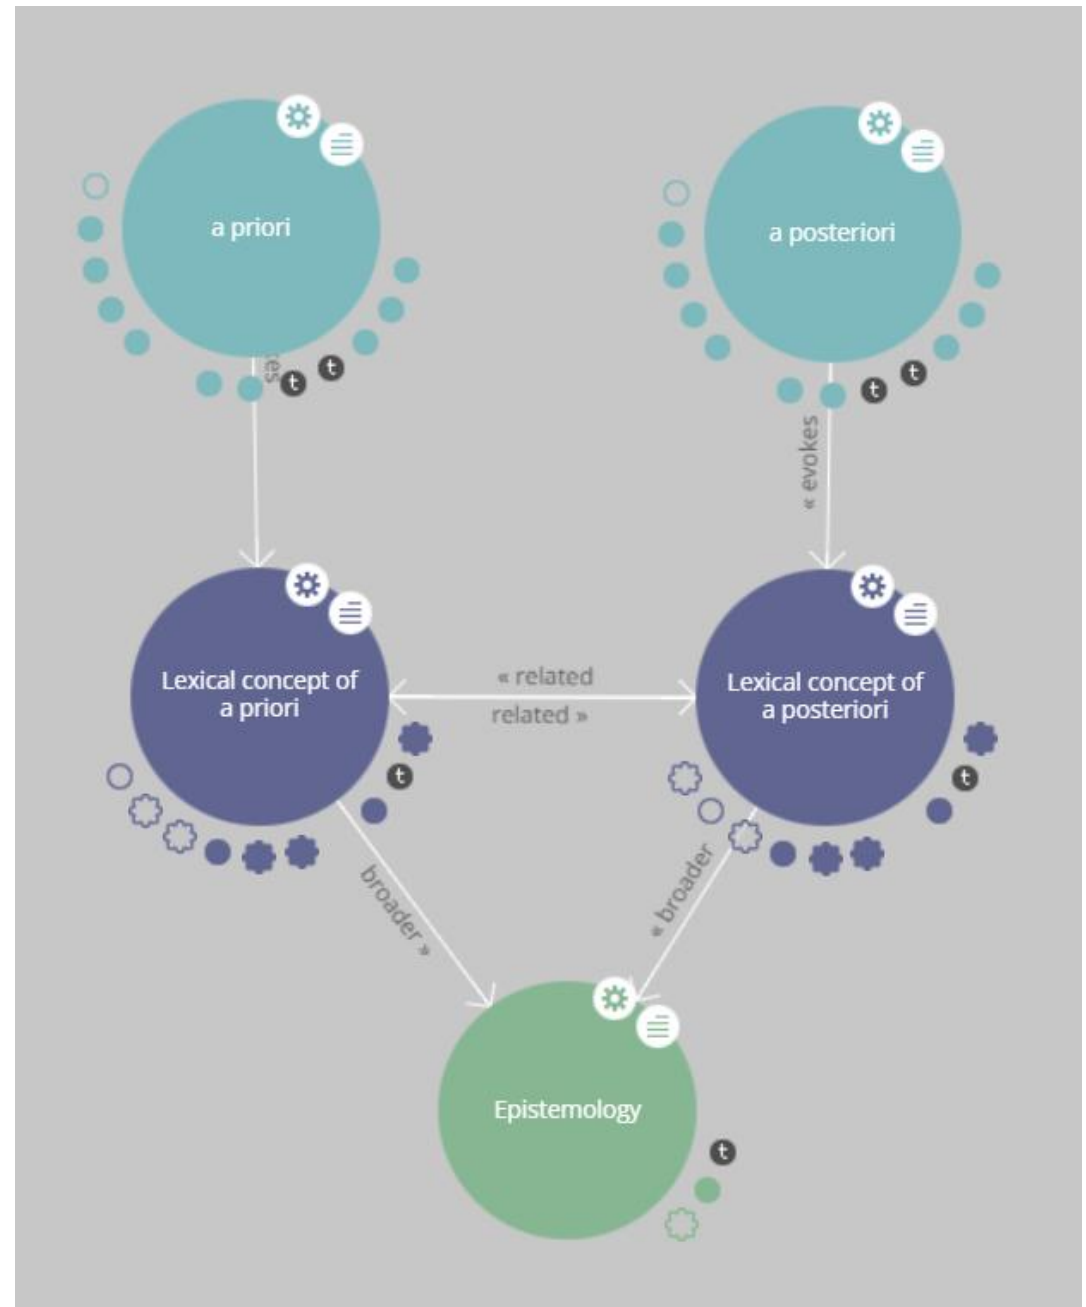 a priori
a posteriori
t
t
t
t
« evokes
Lexical concept of
a priori
« related
related »
Lexical concept of
a posteriori
t
t
broader »
« broader
Epistemology
t